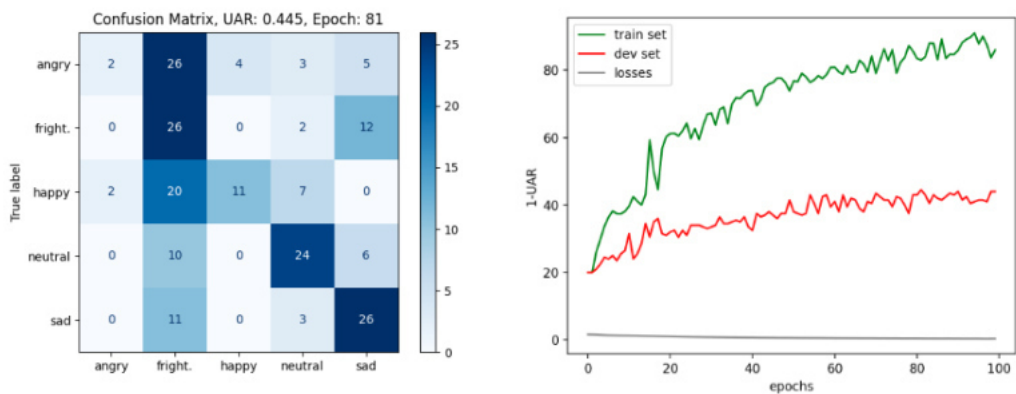 Confusion Matrix, UAR: 0.445, Epoch: 81
True label
angry 2 26 4 3 5
fright. 0 26 0 2 12
happy 2 20 11 7 0
neutral 0 10 0 24 6
sad 0 11 0 3 26
angry fright. happy neutral sad
25
20
15
10
5
0
train set
dev set
losses
1-UAR
80
60
40
20
0
0 20 40 60 80 100
epochs